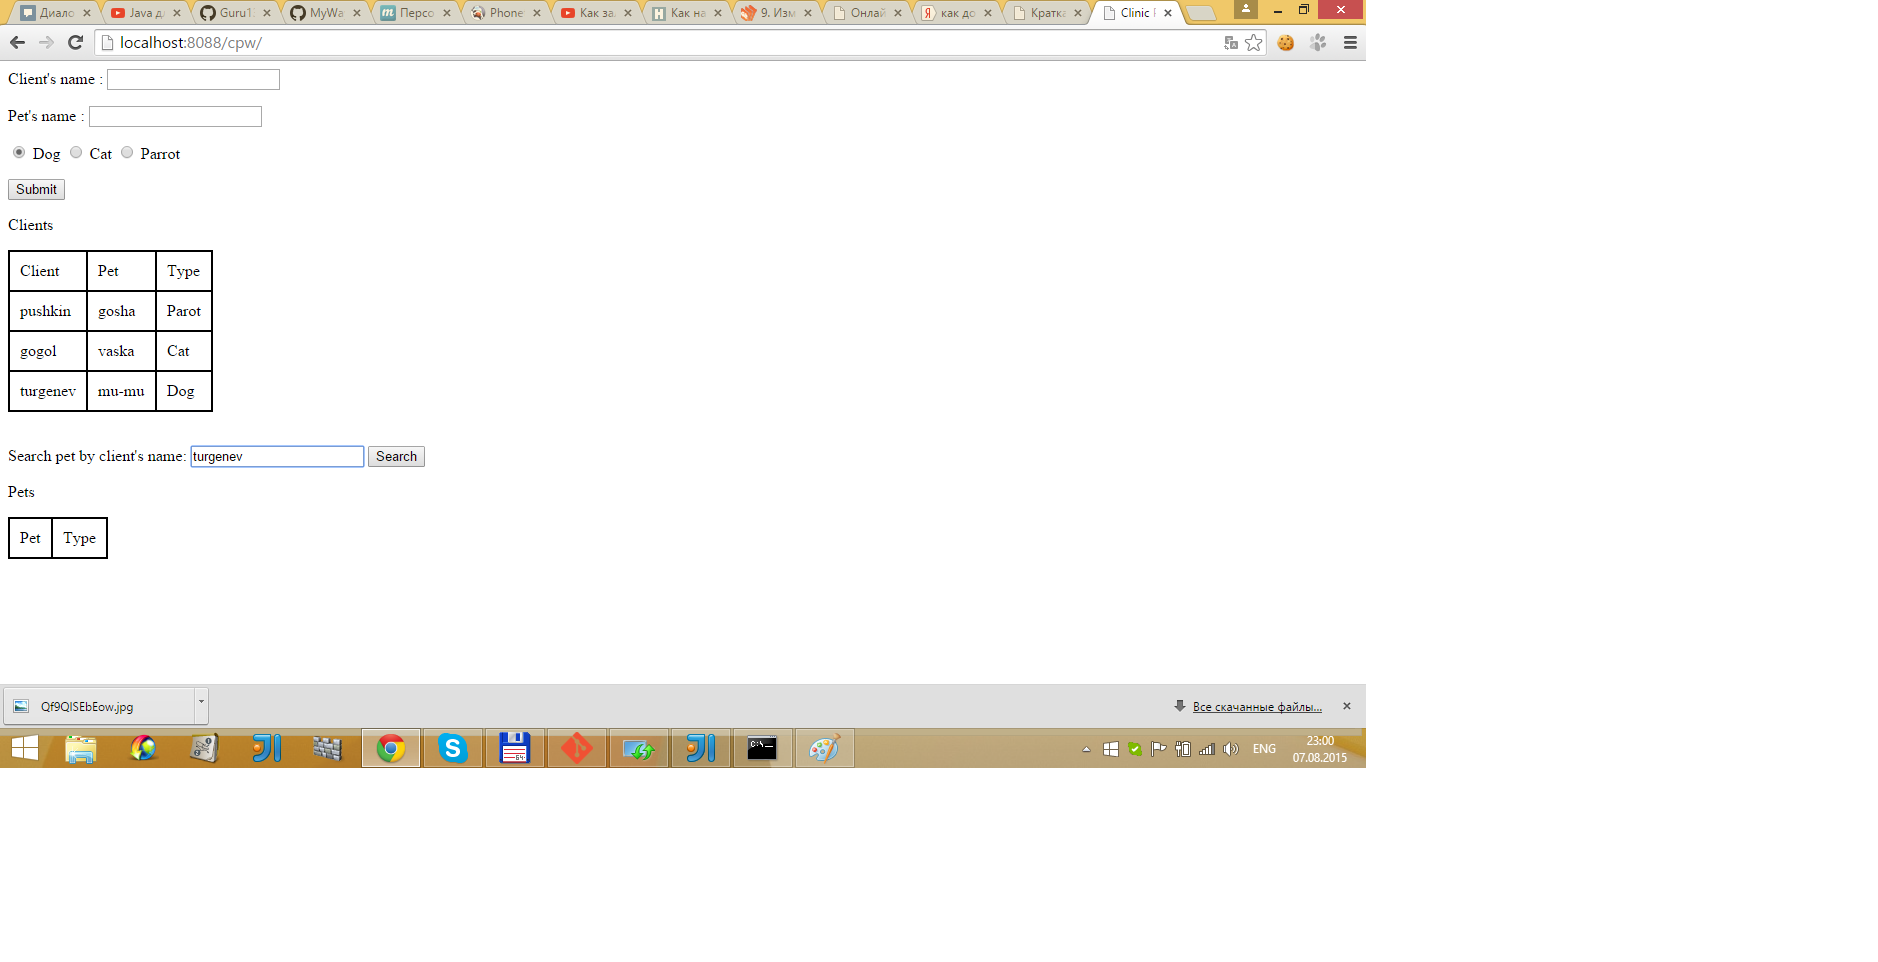 Диало Java д Guru1 MyWa Персо Phone Как за Как на 9. Изм Онлай как до Кратка Clinic
localhost:8088/cpw/
Client's name :
Pet's name :
Dog Cat Parrot
Submit
Clients
Client Pet Type
pushkin gosha Parot
gogol vaska Cat
turgenev mu-mu Dog
Search pet by client's name: turgenev Search
Pets
Pet Type
Qf9QlSEbEow.jpg Все скачанные файлы...
ENG 23:00
07.08.2015